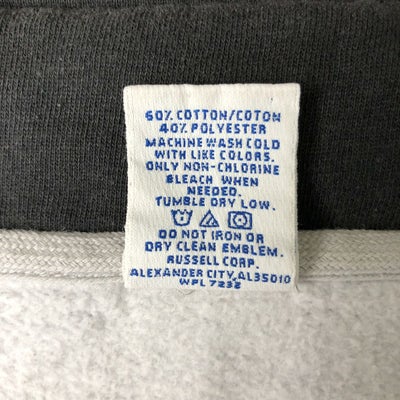 60% COTTON/COTON
40% POLYESTER
MACHINE WASH COLD
WITH LIKE COLORS.
ONLY NON-CHLORINE
BLEACH WHEN
NEEDED.
TUMBLE DRY LOW.
DO NOT IRON OR
DRY CLEAN EMBLEM.
RUSSELL CORP.
ALEXANDER CITY, AL35010
WPL 7232